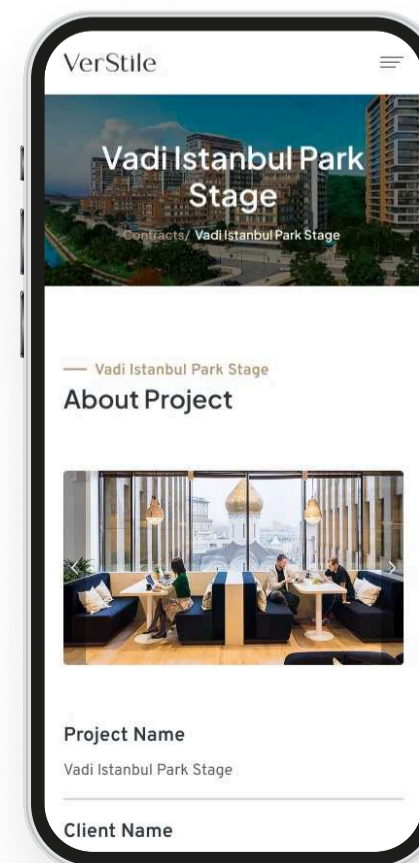 VerStile
Vadi Istanbul Park
Stage
Contracts/ Vadi Istanbul Park Stage
Vadi Istanbul Park Stage
About Project
Project Name
Vadi Istanbul Park Stage
Client Name